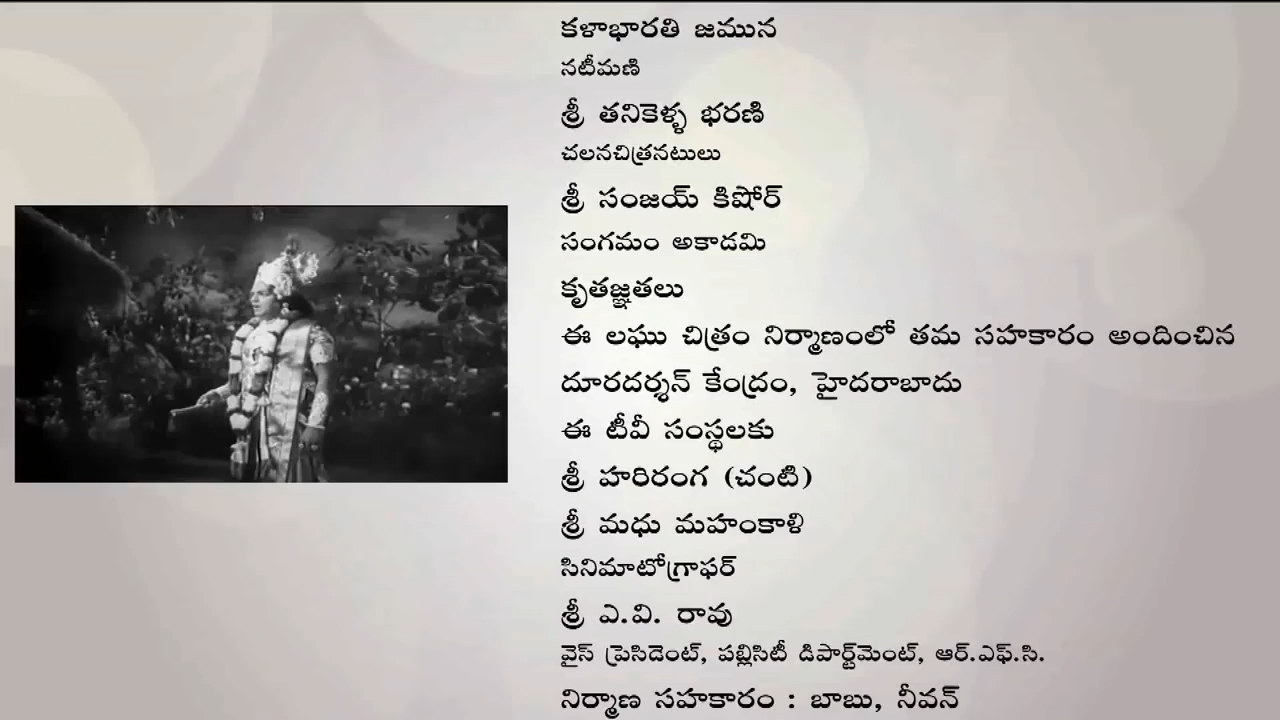 కళాభారతి జమున
నటీమణి
శ్రీ తనికెళ్ళ భరణి
చలనచిత్రనటులు
శ్రీ సంజయ్ కిషోర్
సంగమం అకాడమి
కృతజ్ఞతలు
ఈ లఘు చిత్రం నిర్మాణంలో తమ సహకారం అందించిన
దూరదర్శన్ కేంద్రం, హైదరాబాదు
ఈ టీవీ సంస్థలకు
శ్రీ హరిరంగ (చంటి)
శ్రీ మధు మహంకాళి
సినిమాటోగ్రాఫర్
శ్రీ ఎ.వి. రావు
వైస్ ప్రెసిడెంట్, పబ్లిసిటీ డిపార్ట్‌మెంట్, ఆర్.ఎఫ్.సి.
నిర్మాణ సహకారం : బాబు, నీవన్